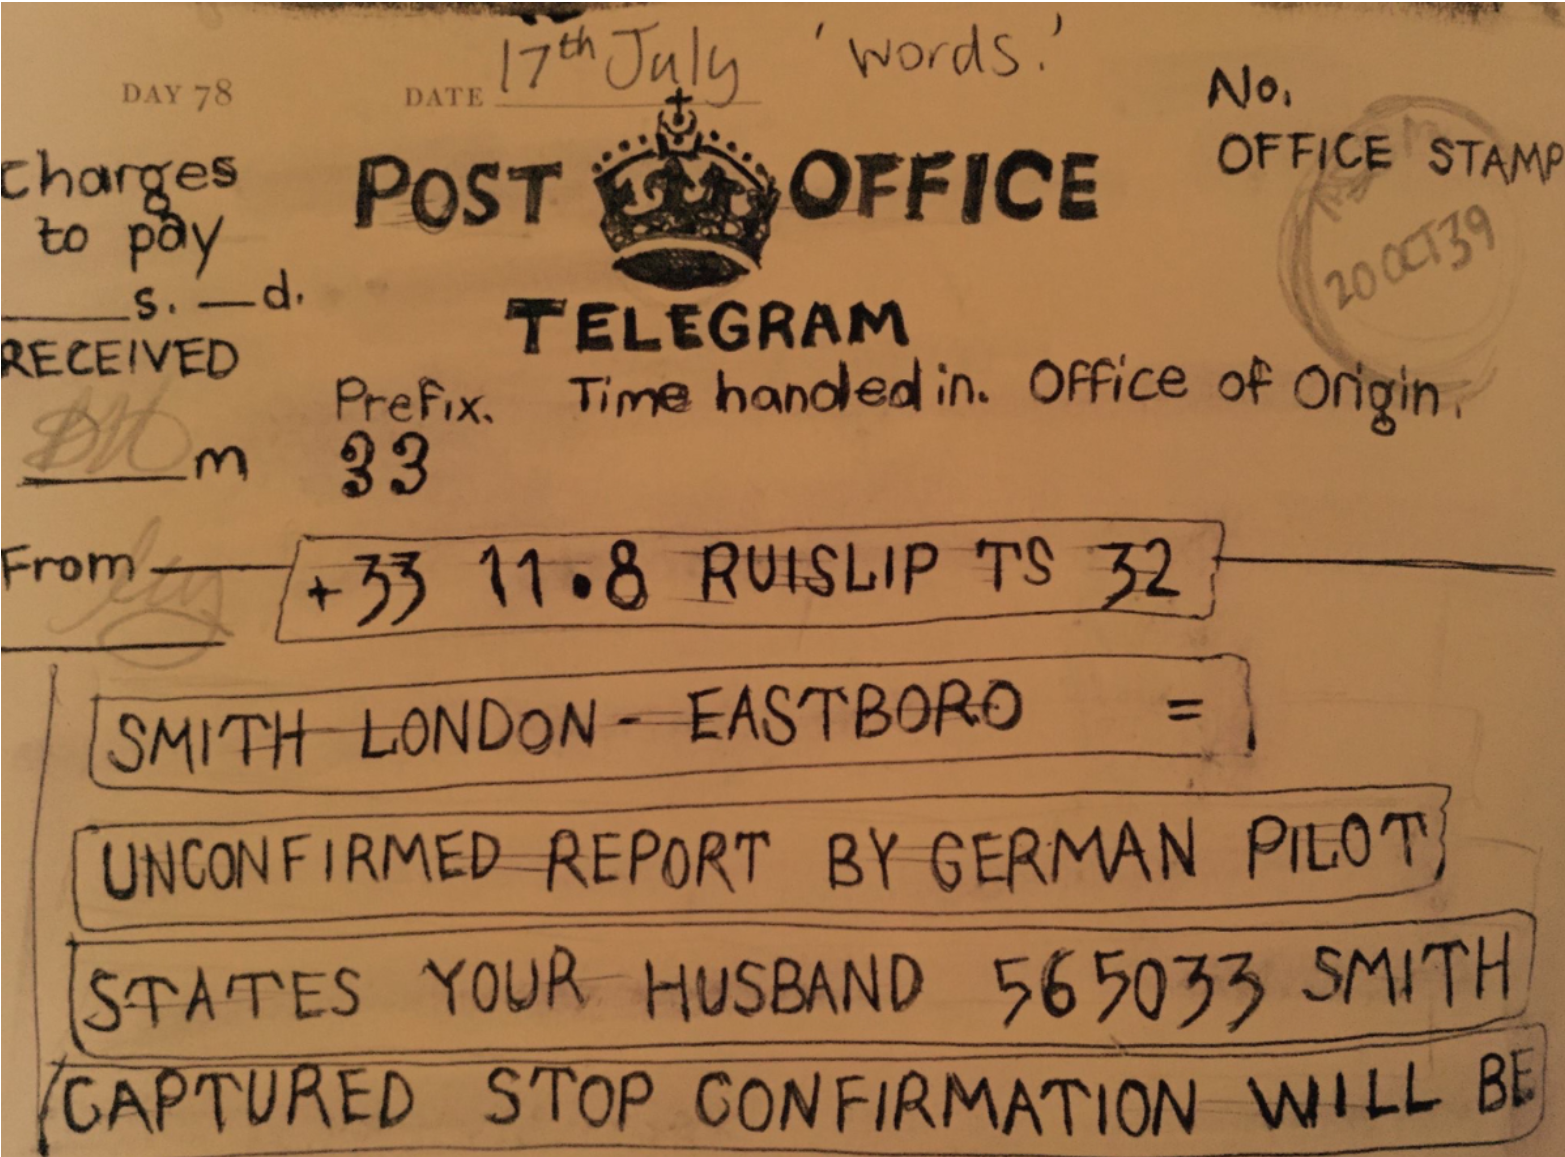 17th July 'words.'
DAY 78 DATE
No.
OFFICE STAMP
20 OCT 39
Charges
to pay
s. d.
RECEIVED
m
POST OFFICE
TELEGRAM
Prefix. Time handed in. Office of Origin.
33
From
+33 11.8 RUISLIP TS 32
SMITH LONDON - EASTBORO =
UNCONFIRMED REPORT BY GERMAN PILOT
STATES YOUR HUSBAND 565033 SMITH
CAPTURED STOP CONFIRMATION WILL BE